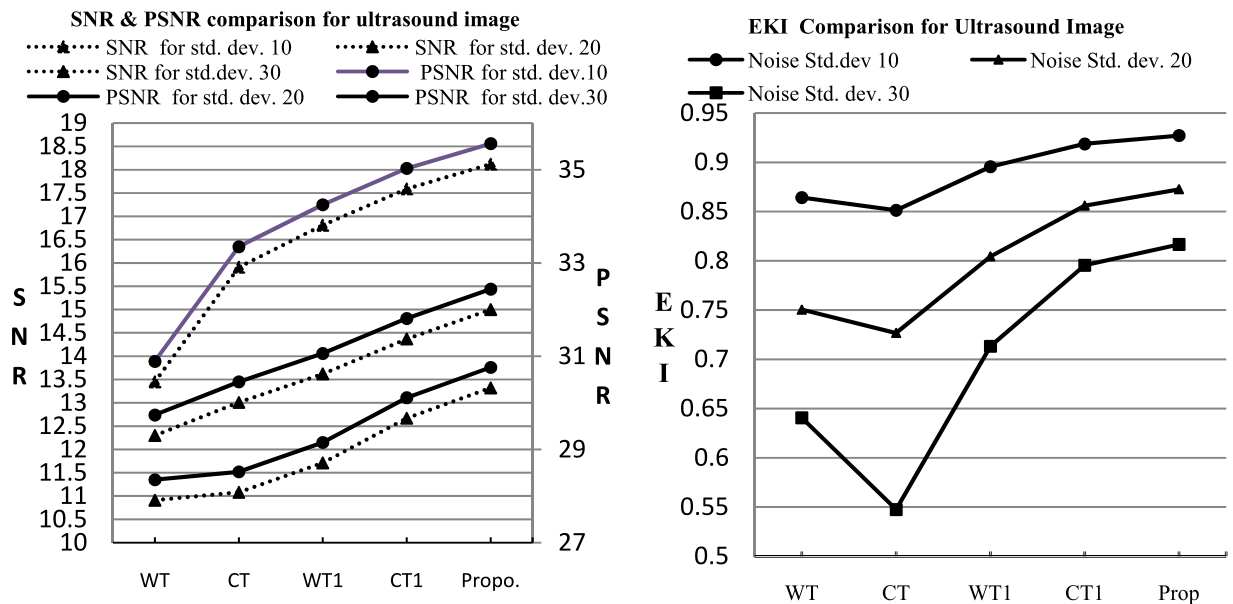 SNR & PSNR comparison for ultrasound image
SNR for std. dev. 10
SNR for std. dev. 20
SNR for std.dev. 30
PSNR for std. dev.10
PSNR for std. dev. 20
PSNR for std. dev.30
19
18.5
18
17.5
17
16.5
16
15.5
15
14.5
14
13.5
13
12.5
12
11.5
11
10.5
10
SNR
35
33
31
29
27
PSNR
WT CT WT1 CT1 Propo.
EKI Comparison for Ultrasound Image
Noise Std.dev 10
Noise Std. dev. 20
Noise Std. dev. 30
0.95
0.9
0.85
0.8
0.75
0.7
0.65
0.6
0.55
0.5
EKI
WT CT WT1 CT1 Prop